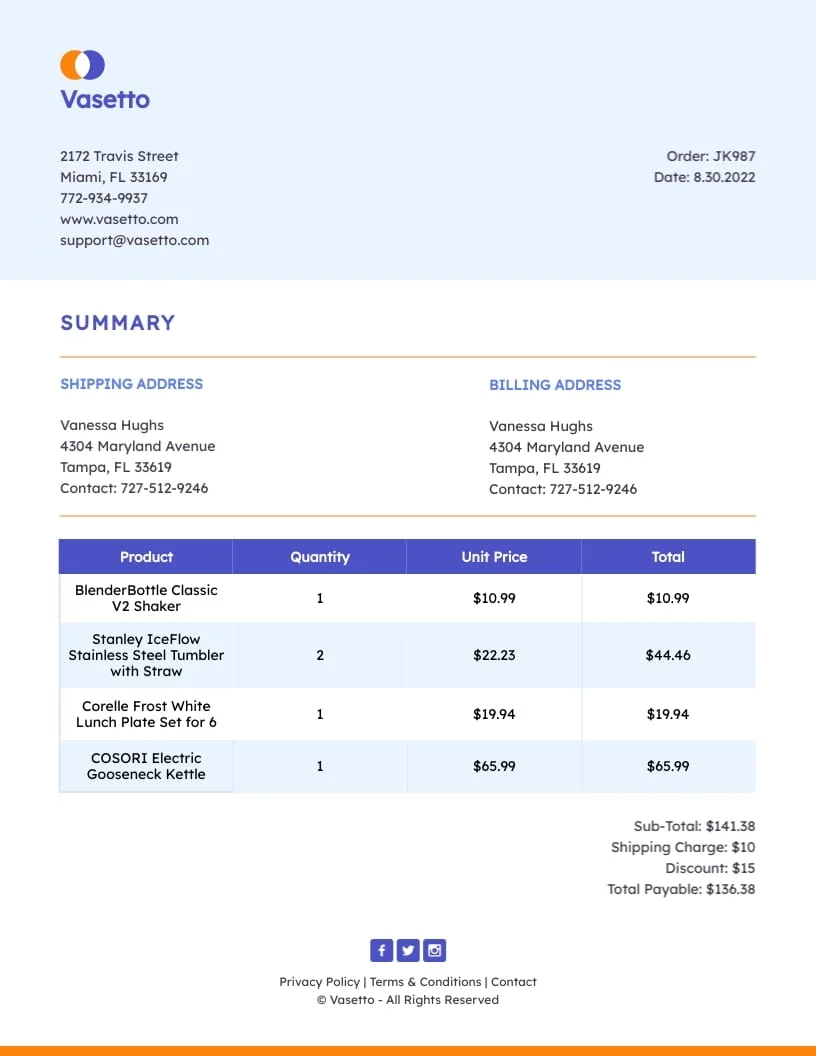 Vasetto
2172 Travis Street
Miami, FL 33169
772-934-9937
www.vasetto.com
support@vasetto.com
Order: JK987
Date: 8.30.2022
SUMMARY
SHIPPING ADDRESS
Vanessa Hughs
4304 Maryland Avenue
Tampa, FL 33619
Contact: 727-512-9246
BILLING ADDRESS
Vanessa Hughs
4304 Maryland Avenue
Tampa, FL 33619
Contact: 727-512-9246
Product Quantity Unit Price Total
BlenderBottle Classic
V2 Shaker
1 $10.99 $10.99
Stanley IceFlow
Stainless Steel Tumbler
with Straw
2 $22.23 $44.46
Corelle Frost White
Lunch Plate Set for 6
1 $19.94 $19.94
COSORI Electric
Gooseneck Kettle
1 $65.99 $65.99
Sub-Total: $141.38
Shipping Charge: $10
Discount: $15
Total Payable: $136.38
Privacy Policy | Terms & Conditions | Contact
© Vasetto - All Rights Reserved